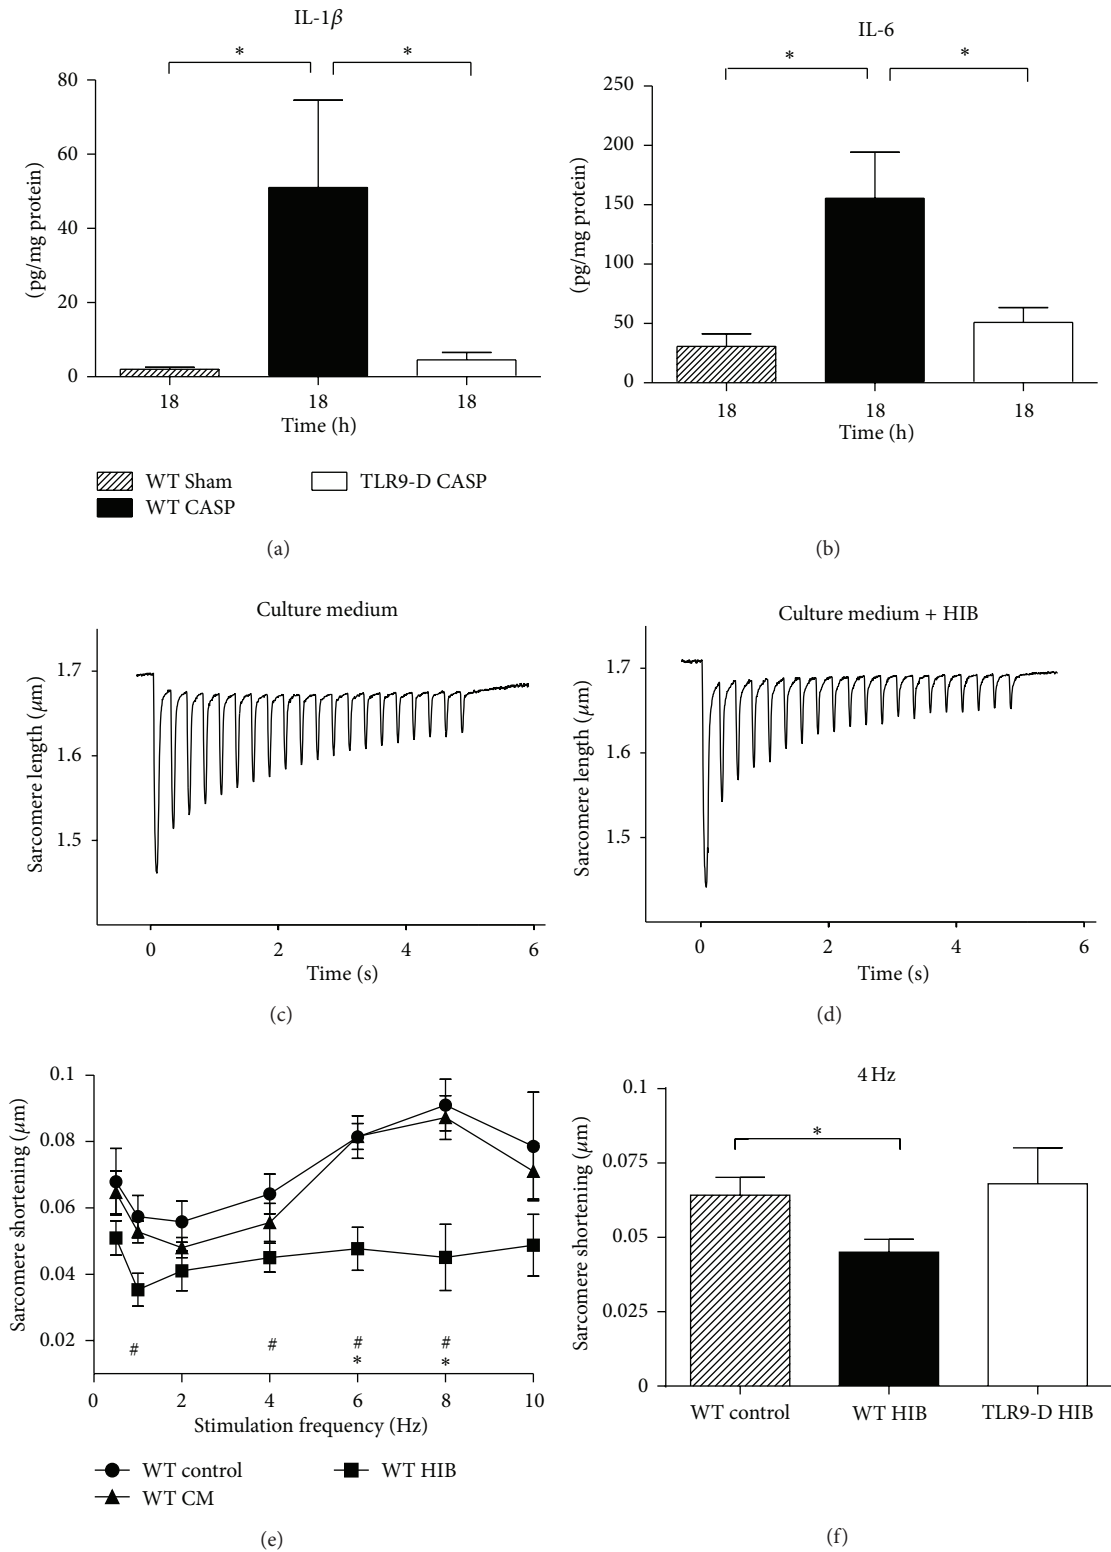 IL-1β
*
*
80
60
40
20
0
(pg/mg protein)
18
18
18
Time (h)
WT Sham
TLR9-D CASP
WT CASP
(a)
IL-6
*
*
250
200
150
100
50
0
(pg/mg protein)
18
18
18
Time (h)
(b)
Culture medium
1.7
1.6
1.5
Sarcomere length (μm)
0
2
4
6
Time (s)
(c)
Culture medium + HIB
1.7
1.6
1.5
Sarcomere length (μm)
0
2
4
6
Time (s)
(d)
0.1
0.08
0.06
0.04
0.02
Sarcomere shortening (μm)
#
#
#
#
*
*
0
2
4
6
8
10
Stimulation frequency (Hz)
WT control
WT HIB
WT CM
(e)
4 Hz
*
0.1
0.075
0.05
0.025
0
Sarcomere shortening (μm)
WT control
WT HIB
TLR9-D HIB
(f)